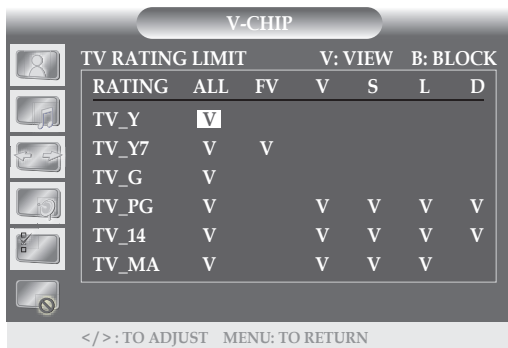 V-CHIP
TV RATING LIMIT V: VIEW B: BLOCK
RATING ALL FV V S L D
TV_Y V
TV_Y7 V V
TV_G V
TV_PG V V V V V
TV_14 V V V V V
TV_MA V V V V
</> : TO ADJUST MENU: TO RETURN